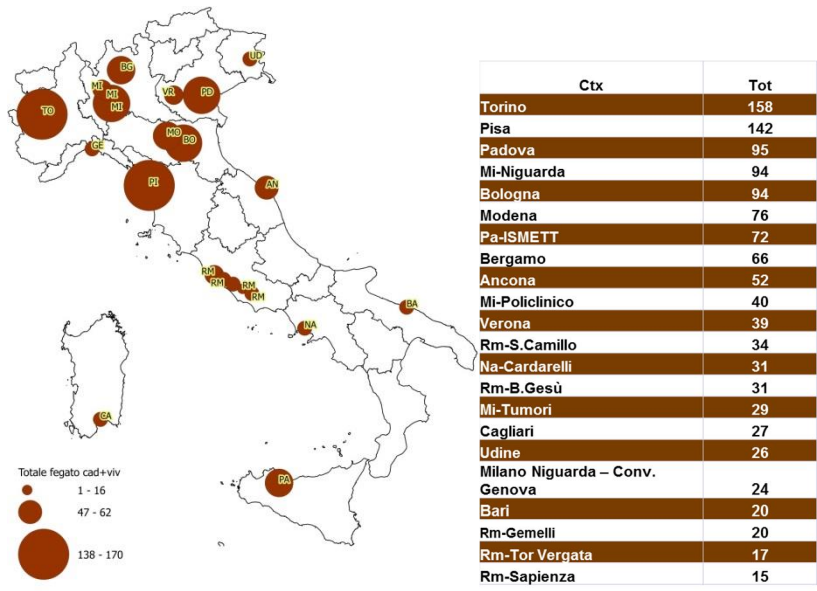 UD
BG
MI
MI
MI
VR
PD
TO
MO
BO
GE
PI
AN
RM
RM
RM
RM
BA
NA
CA
PA
Totale fegato cad+viv
1 - 16
47 - 62
138 - 170
Ctx Tot
Torino 158
Pisa 142
Padova 95
Mi-Niguarda 94
Bologna 94
Modena 76
Pa-ISMETT 72
Bergamo 66
Ancona 52
Mi-Policlinico 40
Verona 39
Rm-S.Camillo 34
Na-Cardarelli 31
Rm-B.Gesù 31
Mi-Tumori 29
Cagliari 27
Udine 26
Milano Niguarda – Conv.
Genova 24
Bari 20
Rm-Gemelli 20
Rm-Tor Vergata 17
Rm-Sapienza 15